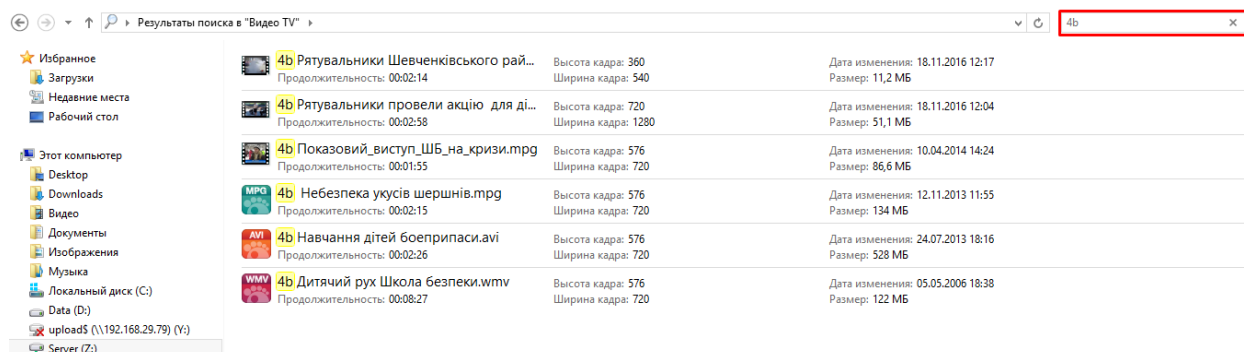 Результаты поиска в "Видео TV"
4b
Избранное
Загрузки
Недавние места
Рабочий стол
Этот компьютер
Desktop
Downloads
Видео
Документы
Изображения
Музыка
Локальный диск (C:)
Data (D:)
upload$ (\\192.168.29.79) (Y:)
Server (Z:)
4b Рятувальники Шевченківського рай... Высота кадра: 360 Дата изменения: 18.11.2016 12:17
Продолжительность: 00:02:14 Ширина кадра: 540 Размер: 11,2 МБ
4b Рятувальники провели акцію для ді... Высота кадра: 720 Дата изменения: 18.11.2016 12:04
Продолжительность: 00:02:58 Ширина кадра: 1280 Размер: 51,1 МБ
4b Показовий_виступ_ШБ_на_кризи.mpg Высота кадра: 576 Дата изменения: 10.04.2014 14:24
Продолжительность: 00:01:55 Ширина кадра: 720 Размер: 86,6 МБ
MPG
4b Небезпека укусів шершнів.mpg Высота кадра: 576 Дата изменения: 12.11.2013 11:55
Продолжительность: 00:02:15 Ширина кадра: 720 Размер: 134 МБ
AVI
4b Навчання дітей боеприпаси.avi Высота кадра: 576 Дата изменения: 24.07.2013 18:16
Продолжительность: 00:02:26 Ширина кадра: 720 Размер: 528 МБ
WMV
4b Дитячий рух Школа безпеки.wmv Высота кадра: 576 Дата изменения: 05.05.2006 18:38
Продолжительность: 00:08:27 Ширина кадра: 720 Размер: 122 МБ